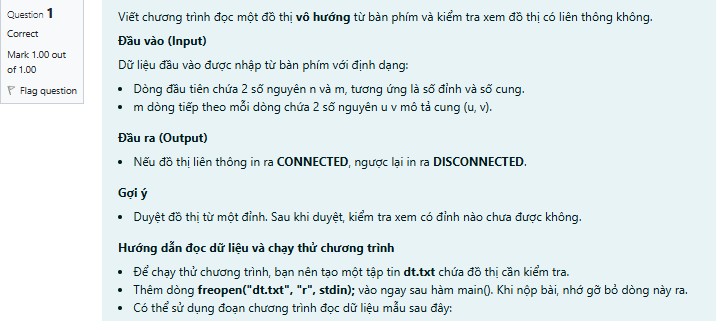 Question 1
Correct
Mark 1.00 out
of 1.00
Flag question
Viết chương trình đọc một đồ thị vô hướng từ bàn phím và kiểm tra xem đồ thị có liên thông không.
Đầu vào (Input)
Dữ liệu đầu vào được nhập từ bàn phím với định dạng:
• Dòng đầu tiên chứa 2 số nguyên n và m, tương ứng là số đỉnh và số cung.
• m dòng tiếp theo mỗi dòng chứa 2 số nguyên u v mô tả cung (u, v).
Đầu ra (Output)
• Nếu đồ thị liên thông in ra CONNECTED, ngược lại in ra DISCONNECTED.
Gợi ý
• Duyệt đồ thị từ một đỉnh. Sau khi duyệt, kiểm tra xem có đỉnh nào chưa được không.
Hướng dẫn đọc dữ liệu và chạy thử chương trình
• Để chạy thử chương trình, bạn nên tạo một tập tin dt.txt chứa đồ thị cần kiểm tra.
• Thêm dòng freopen("dt.txt", "r", stdin); vào ngay sau hàm main(). Khi nộp bài, nhớ gỡ bỏ dòng này ra.
• Có thể sử dụng đoạn chương trình đọc dữ liệu mẫu sau đây: